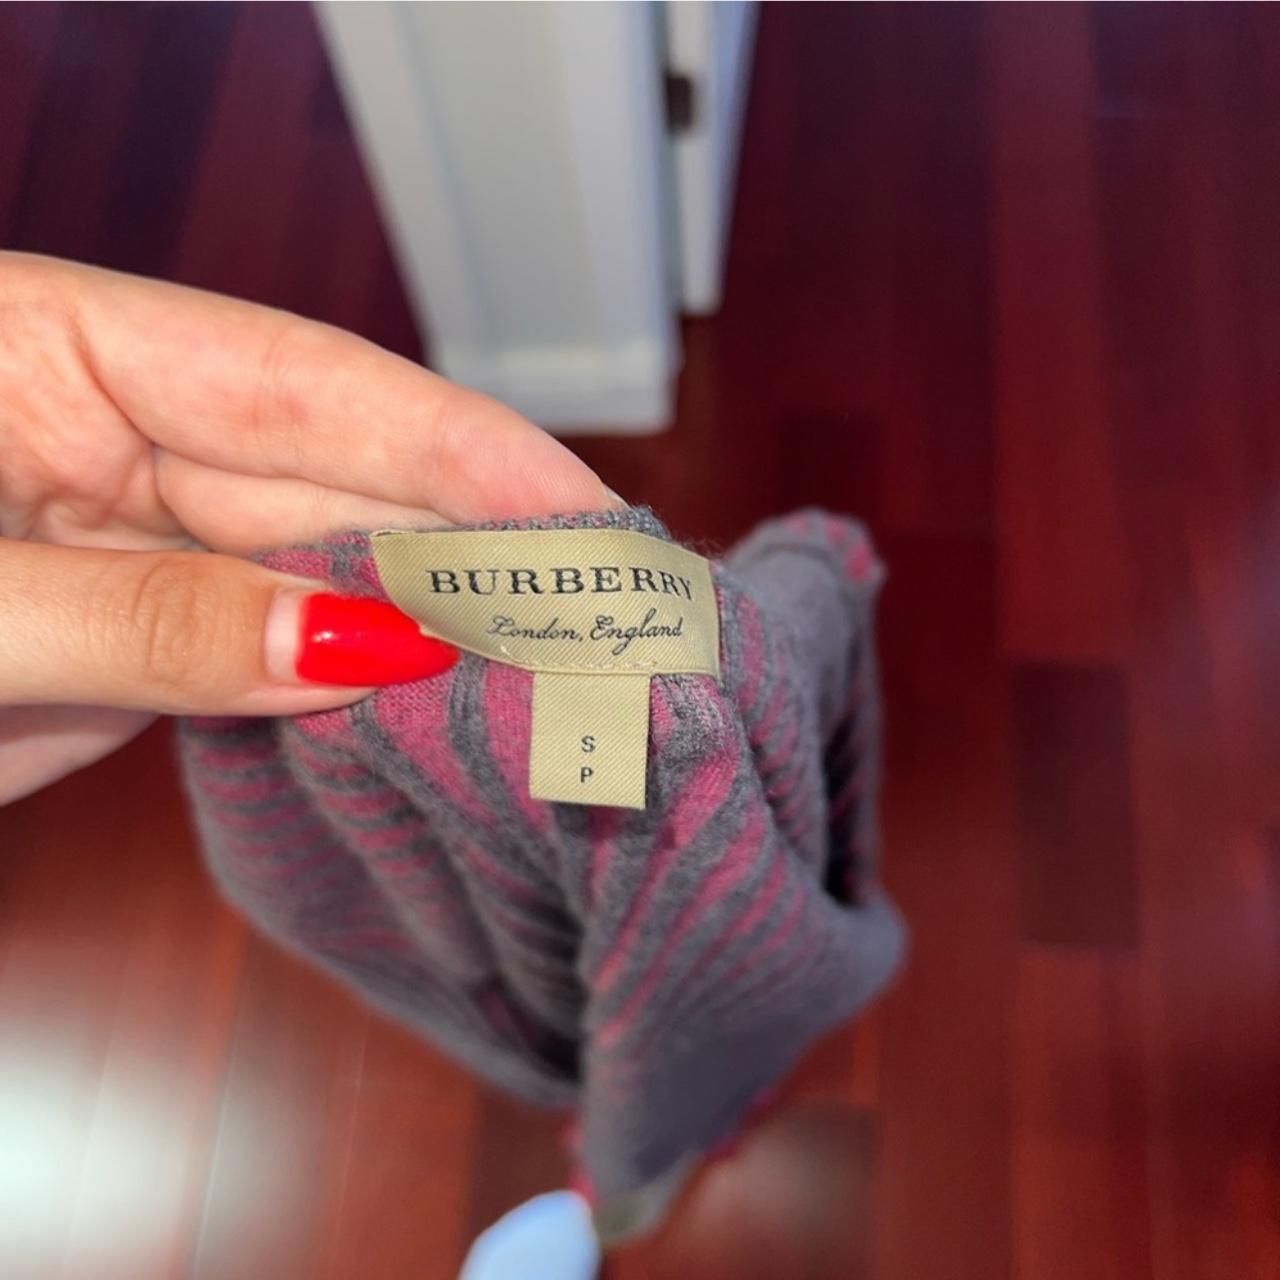 BURBERRY
London, England
S
P